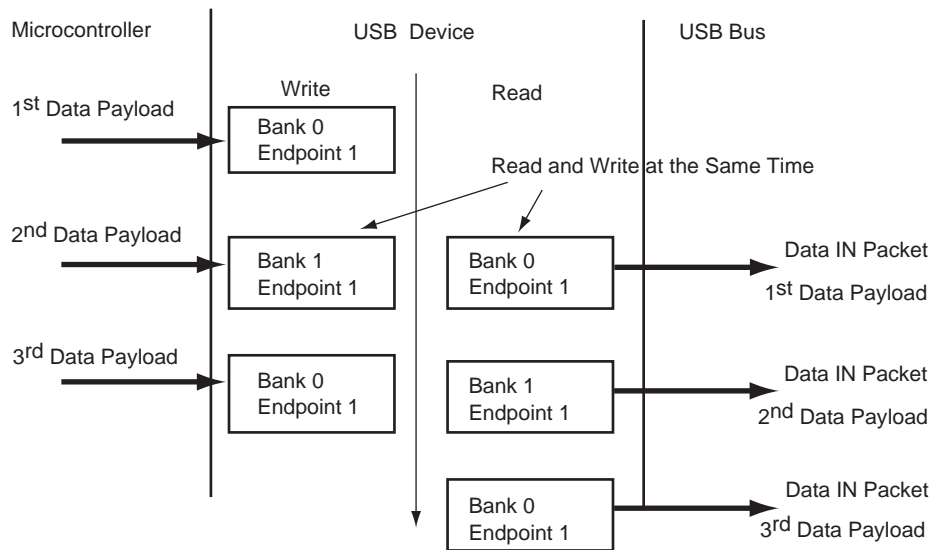 Microcontroller
USB Device
USB Bus
Write
Read
1st Data Payload
Bank 0
Endpoint 1
Read and Write at the Same Time
2nd Data Payload
Bank 1
Endpoint 1
Bank 0
Endpoint 1
Data IN Packet
1st Data Payload
3rd Data Payload
Bank 0
Endpoint 1
Bank 1
Endpoint 1
Data IN Packet
2nd Data Payload
Bank 0
Endpoint 1
Data IN Packet
3rd Data Payload